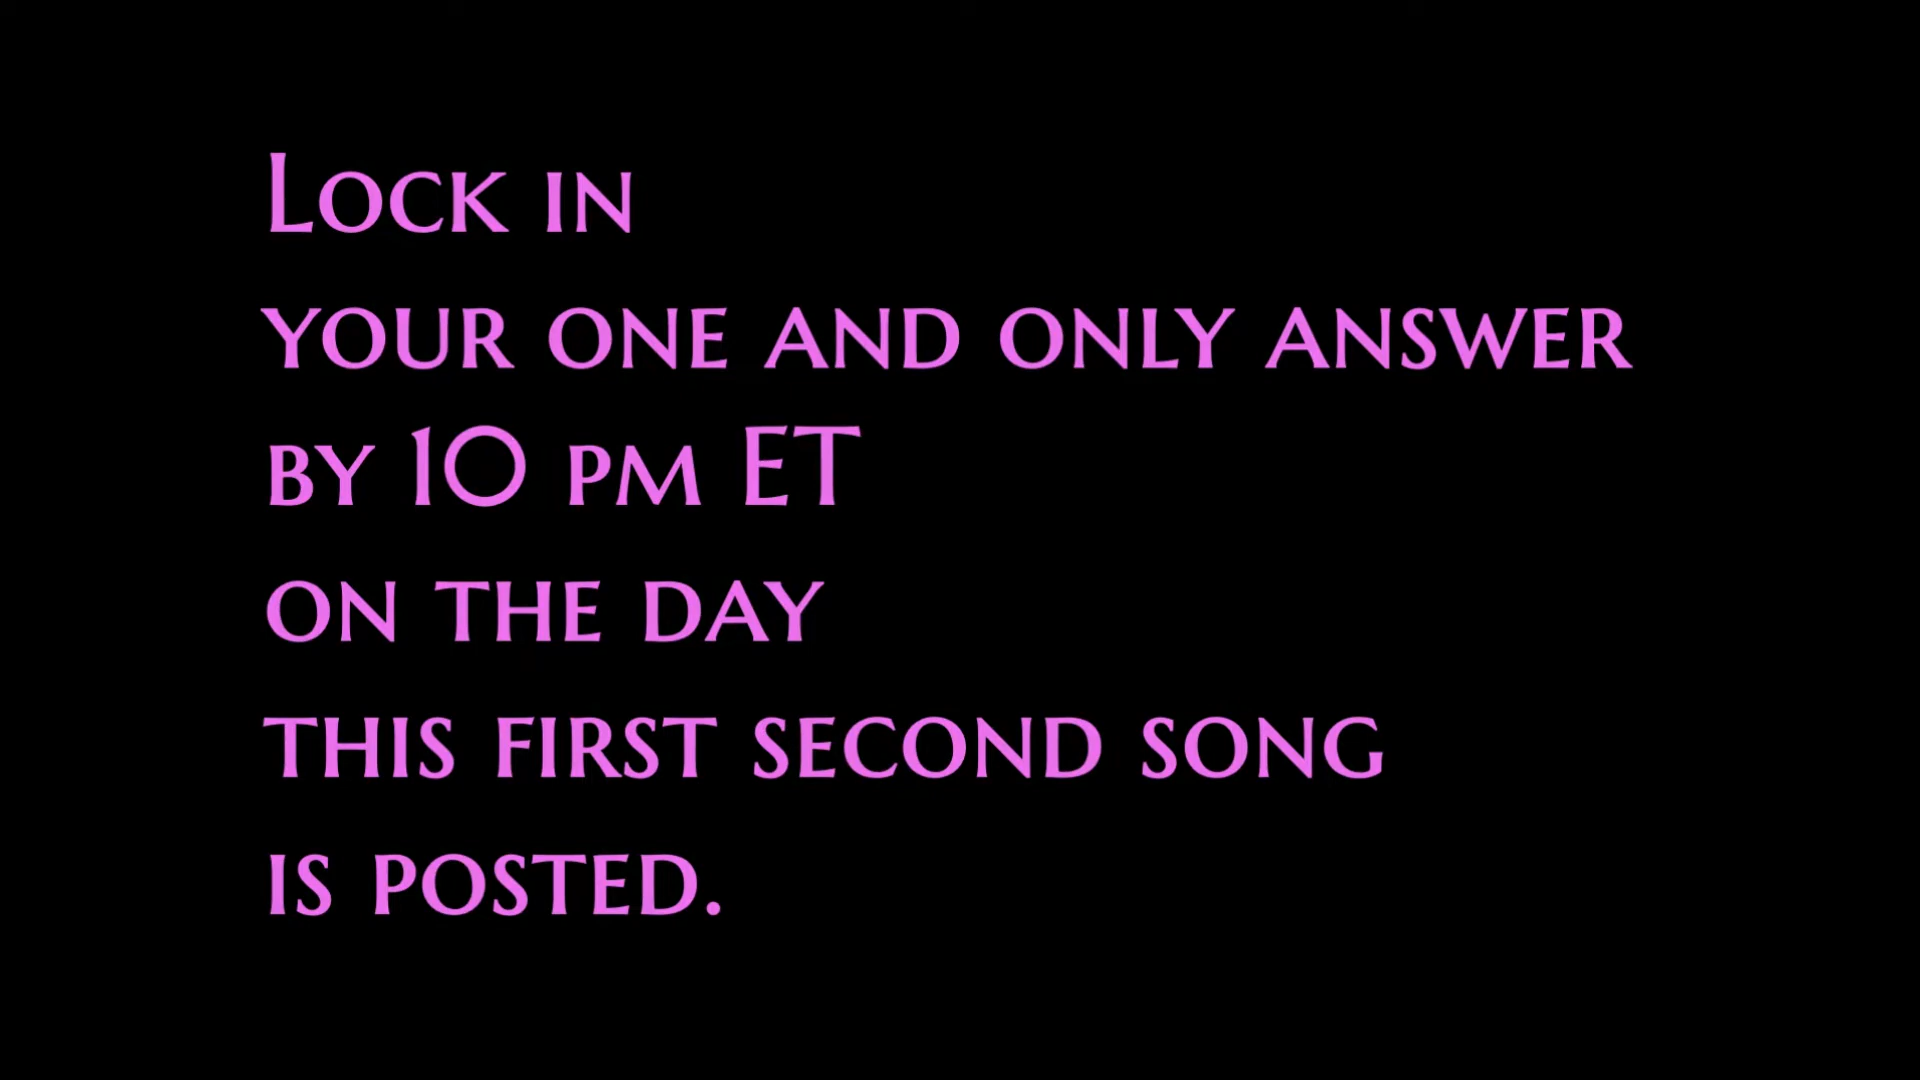 Lock in
your one and only answer
by 10 pm ET
on the day
this first second song
is posted.